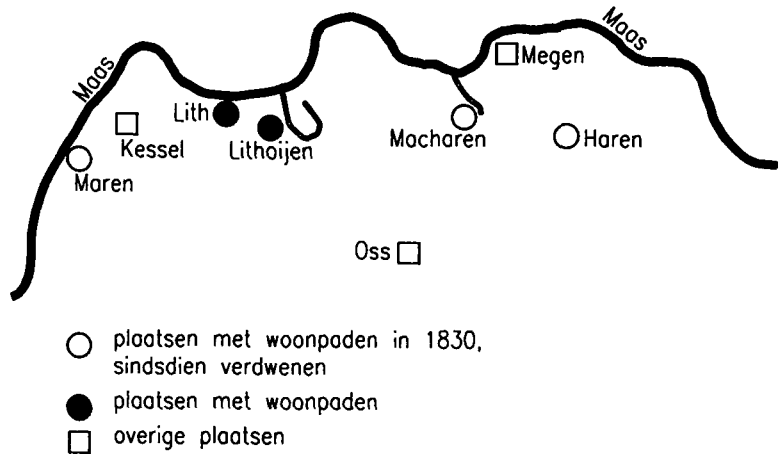 Maas
Maas
Megen
Lith
Lithoijen
Kessel
Maren
Macharen
Haren
Oss
plaatsen met woonpaden in 1830,
sindsdien verdwenen
plaatsen met woonpaden
overige plaatsen